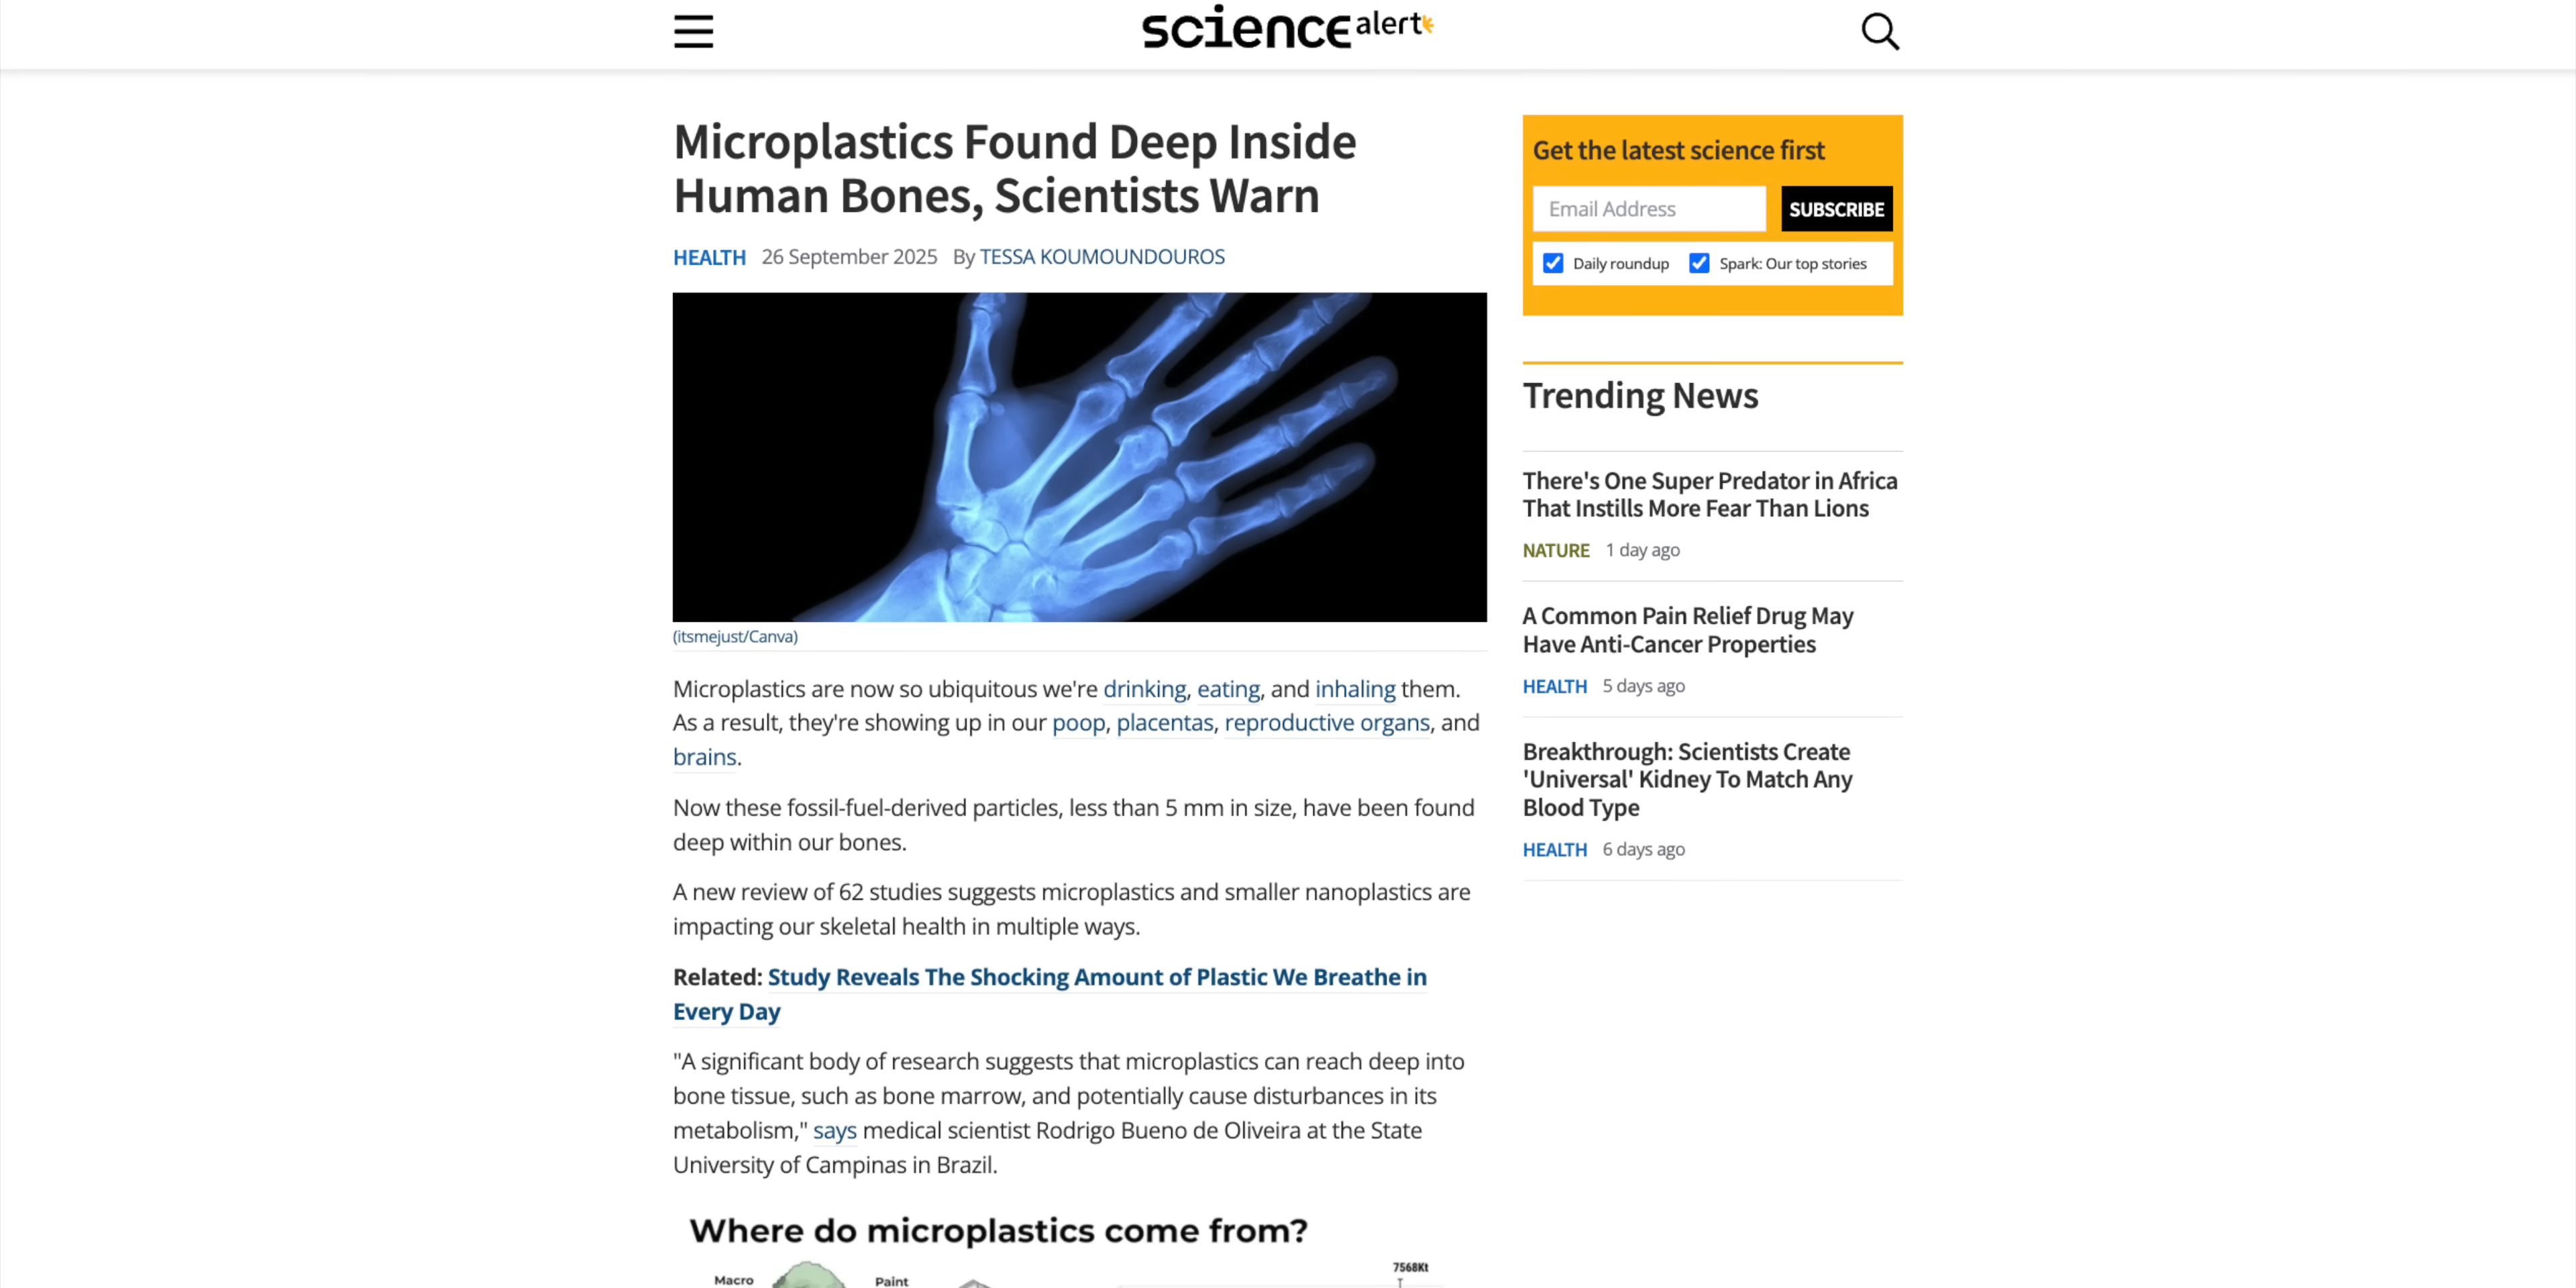 science alert
Microplastics Found Deep Inside
Human Bones, Scientists Warn
HEALTH 26 September 2025 By TESSA KOUMOUNDOUROS
(itsmejust/Canva)
Microplastics are now so ubiquitous we're drinking, eating, and inhaling them.
As a result, they're showing up in our poop, placentas, reproductive organs, and
brains.
Now these fossil-fuel-derived particles, less than 5 mm in size, have been found
deep within our bones.
A new review of 62 studies suggests microplastics and smaller nanoplastics are
impacting our skeletal health in multiple ways.
Related: Study Reveals The Shocking Amount of Plastic We Breathe in
Every Day
"A significant body of research suggests that microplastics can reach deep into
bone tissue, such as bone marrow, and potentially cause disturbances in its
metabolism," says medical scientist Rodrigo Bueno de Oliveira at the State
University of Campinas in Brazil.
Where do microplastics come from?
Macro
Paint
7568Kt
Get the latest science first
Email Address
SUBSCRIBE
Daily roundup
Spark: Our top stories
Trending News
There's One Super Predator in Africa
That Instills More Fear Than Lions
NATURE 1 day ago
A Common Pain Relief Drug May
Have Anti-Cancer Properties
HEALTH 5 days ago
Breakthrough: Scientists Create
'Universal' Kidney To Match Any
Blood Type
HEALTH 6 days ago